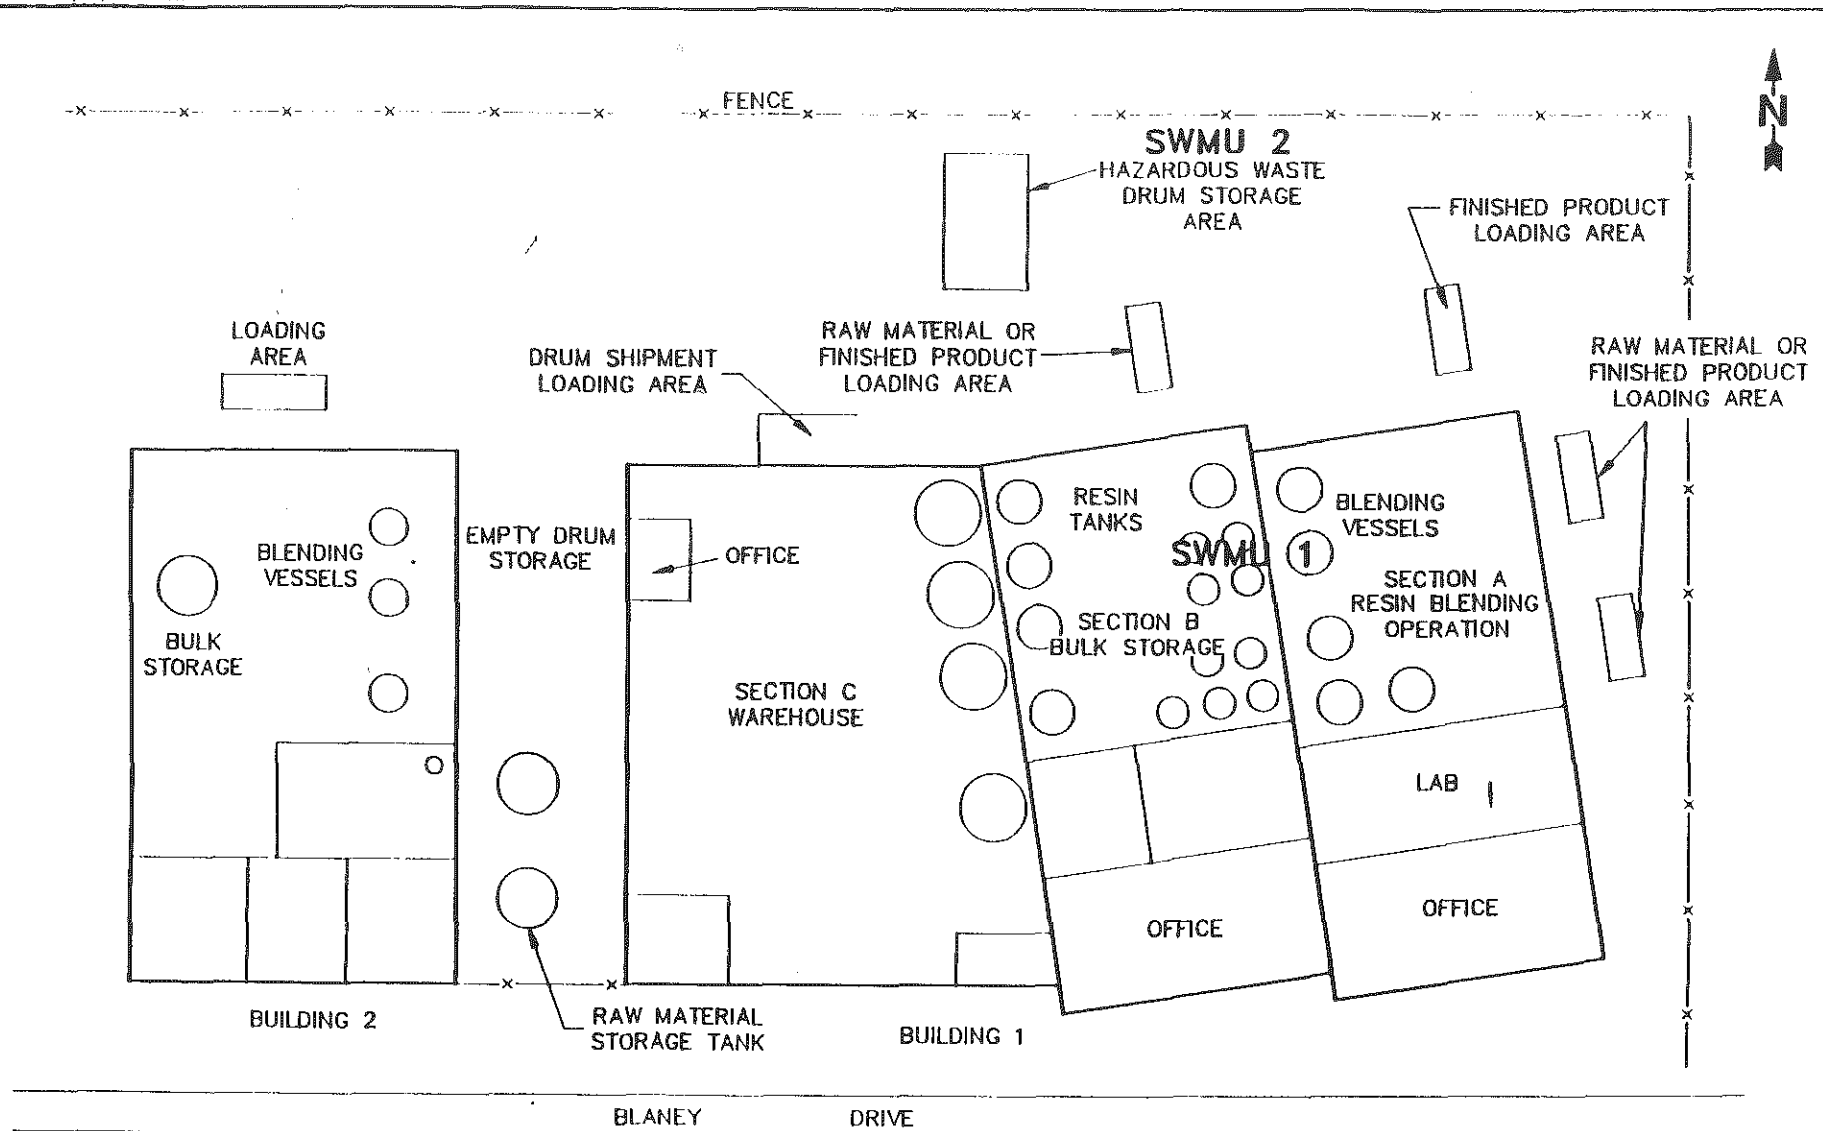 FENCE
N
SWMU 2
HAZARDOUS WASTE
DRUM STORAGE
AREA
FINISHED PRODUCT
LOADING AREA
LOADING
AREA
DRUM SHIPMENT
LOADING AREA
RAW MATERIAL OR
FINISHED PRODUCT
LOADING AREA
RAW MATERIAL OR
FINISHED PRODUCT
LOADING AREA
BLENDING
VESSELS
BULK
STORAGE
EMPTY DRUM
STORAGE
OFFICE
SECTION C
WAREHOUSE
RESIN
TANKS
SWMU 1
SECTION B
BULK STORAGE
BLENDING
VESSELS
SECTION A
RESIN BLENDING
OPERATION
LAB
OFFICE
OFFICE
BUILDING 2
RAW MATERIAL
STORAGE TANK
BUILDING 1
BLANEY DRIVE